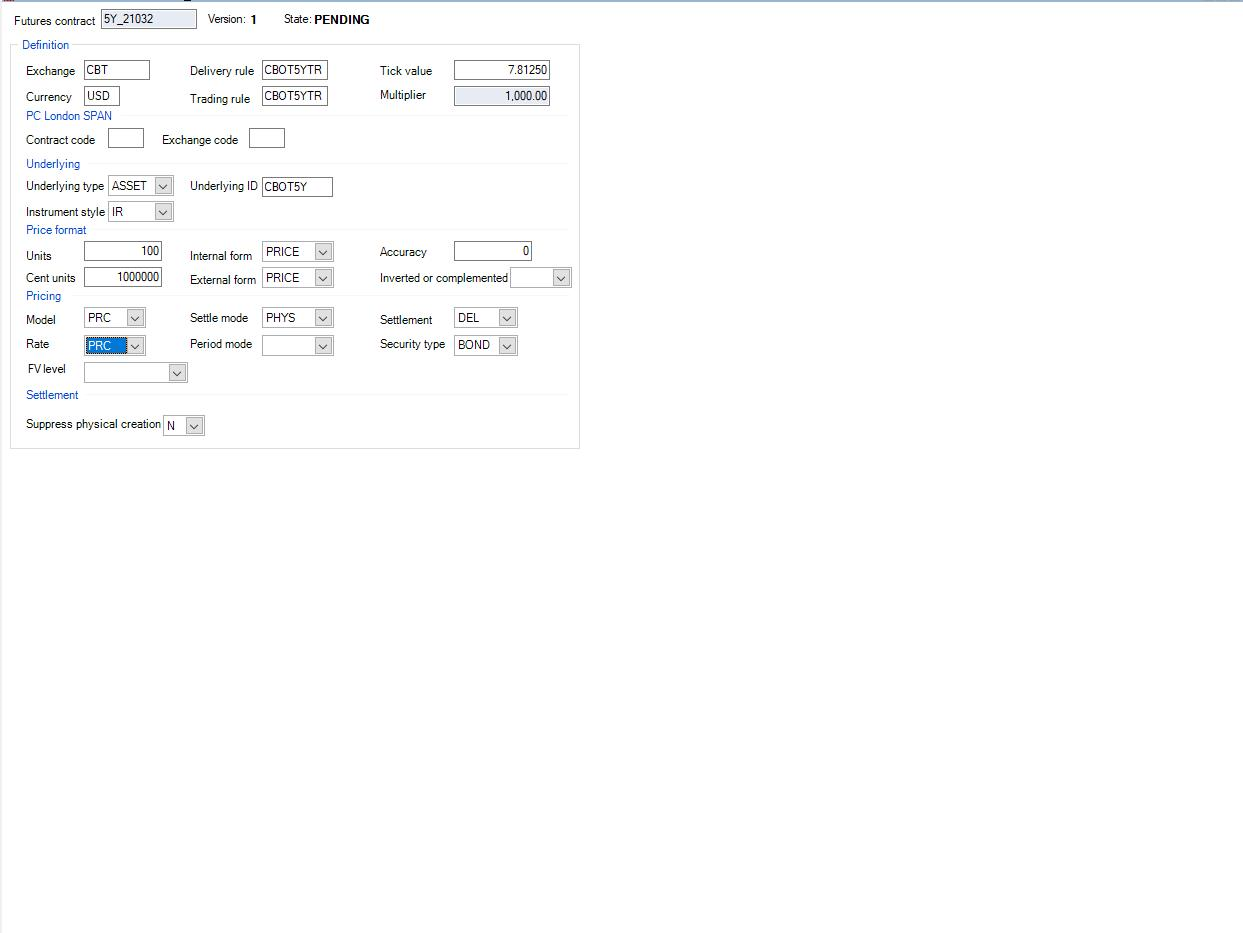 Futures contract 5Y_21032 Version: 1 State: PENDING
Definition
Exchange CBT Delivery rule CBOT5YTR Tick value 7.81250
Currency USD Trading rule CBOT5YTR Multiplier 1,000.00
PC London SPAN
Contract code Exchange code
Underlying
Underlying type ASSET Underlying ID CBOT5Y
Instrument style IR
Price format
Units 100 Internal form PRICE Accuracy 0
Cent units 1000000 External form PRICE Inverted or complemented
Pricing
Model PRC Settle mode PHYS Settlement DEL
Rate PRC Period mode Security type BOND
FV level
Settlement
Suppress physical creation N